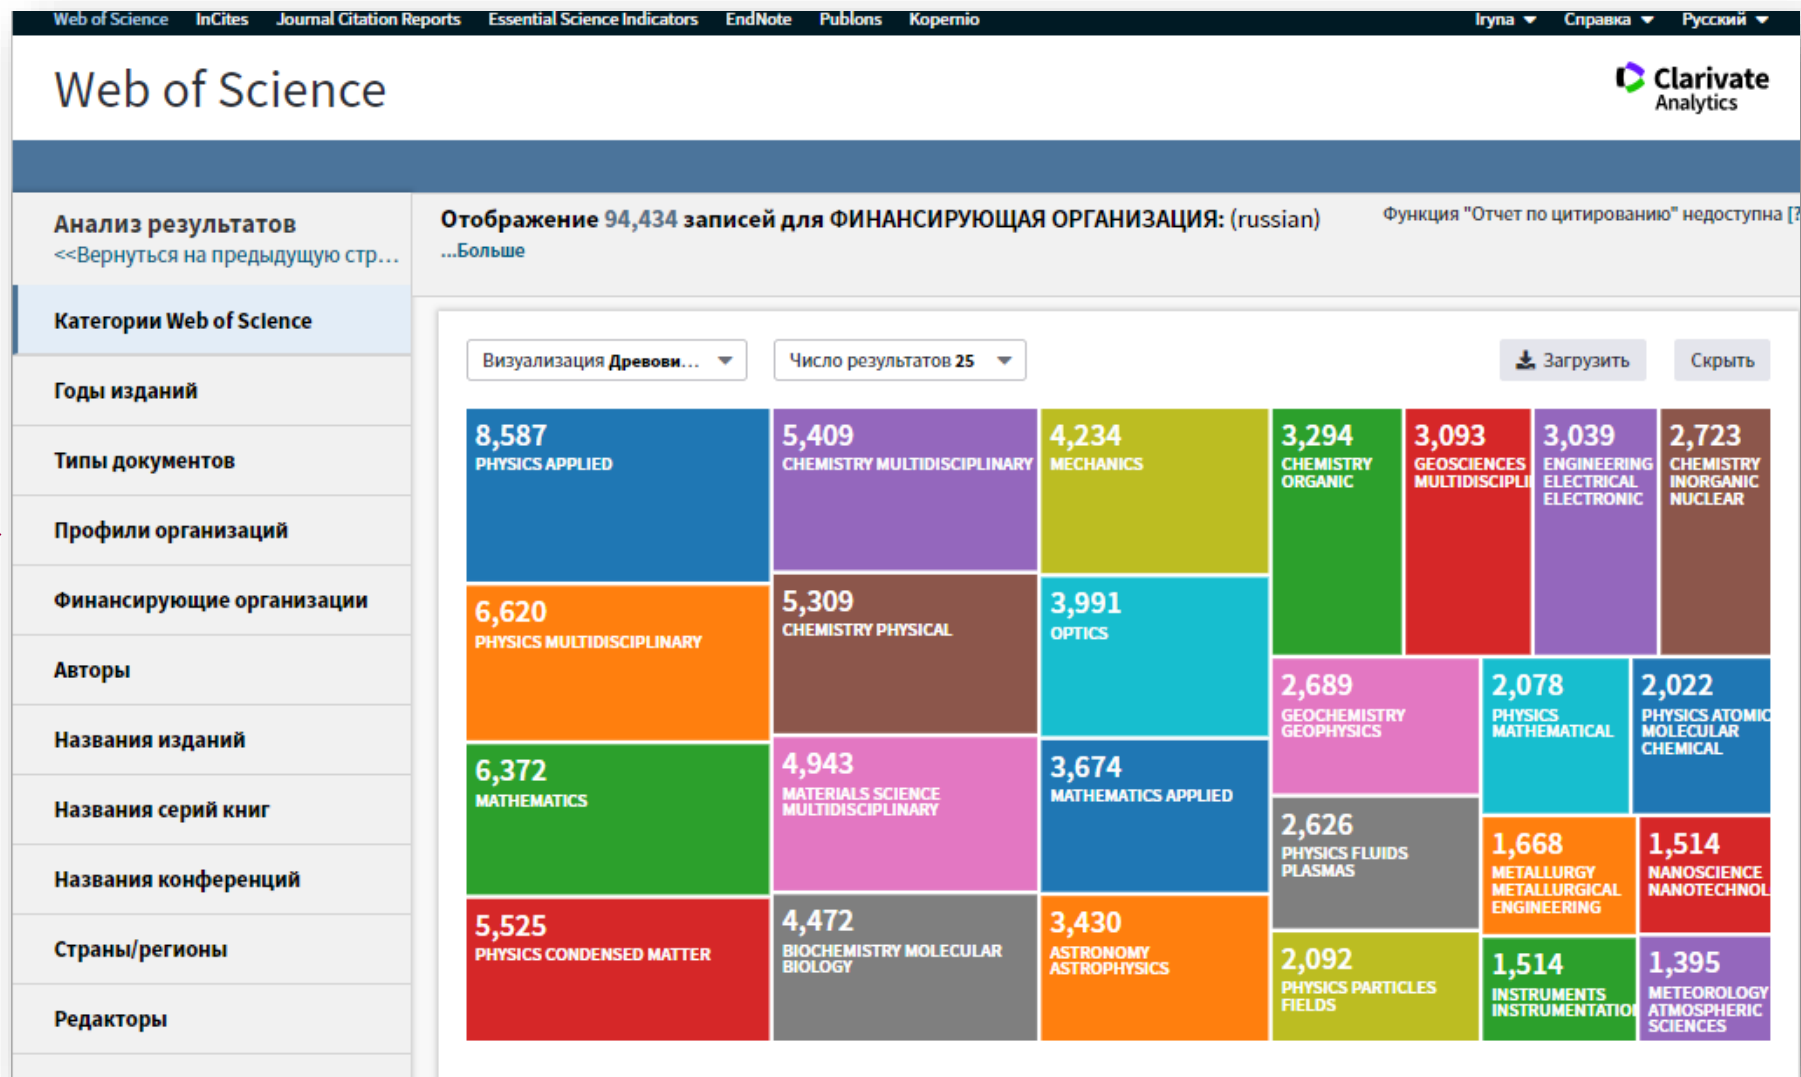 Web of Science InCites Journal Citation Reports Essential Science Indicators EndNote Publons Kopernio Iryna Справка Русский
Web of Science
Clarivate
Analytics
Анализ результатов
<<Вернуться на предыдущую стр...
Отображение 94,434 записей для ФИНАНСИРУЮЩАЯ ОРГАНИЗАЦИЯ: (russian)
...Больше
Функция "Отчет по цитированию" недоступна [?
Категории Web of Science
Годы изданий
Типы документов
Профили организаций
Финансирующие организации
Авторы
Названия изданий
Названия серий книг
Названия конференций
Страны/регионы
Редакторы
Визуализация Древови...
Число результатов 25
Загрузить
Скрыть
8,587
PHYSICS APPLIED
6,620
PHYSICS MULTIDISCIPLINARY
6,372
MATHEMATICS
5,525
PHYSICS CONDENSED MATTER
5,409
CHEMISTRY MULTIDISCIPLINARY
5,309
CHEMISTRY PHYSICAL
4,943
MATERIALS SCIENCE
MULTIDISCIPLINARY
4,472
BIOCHEMISTRY MOLECULAR
BIOLOGY
4,234
MECHANICS
3,991
OPTICS
3,674
MATHEMATICS APPLIED
3,430
ASTRONOMY
ASTROPHYSICS
3,294
CHEMISTRY
ORGANIC
3,093
GEOSCIENCES
MULTIDISCIPLI
3,039
ENGINEERING
ELECTRICAL
ELECTRONIC
2,723
CHEMISTRY
INORGANIC
NUCLEAR
2,689
GEOCHEMISTRY
GEOPHYSICS
2,626
PHYSICS FLUIDS
PLASMAS
2,092
PHYSICS PARTICLES
FIELDS
2,078
PHYSICS
MATHEMATICAL
2,022
PHYSICS ATOMIC
MOLECULAR
CHEMICAL
1,668
METALLURGY
METALLURGICAL
ENGINEERING
1,514
NANOSCIENCE
NANOTECHNOL
1,514
INSTRUMENTS
INSTRUMENTATIO
1,395
METEOROLOGY
ATMOSPHERIC
SCIENCES